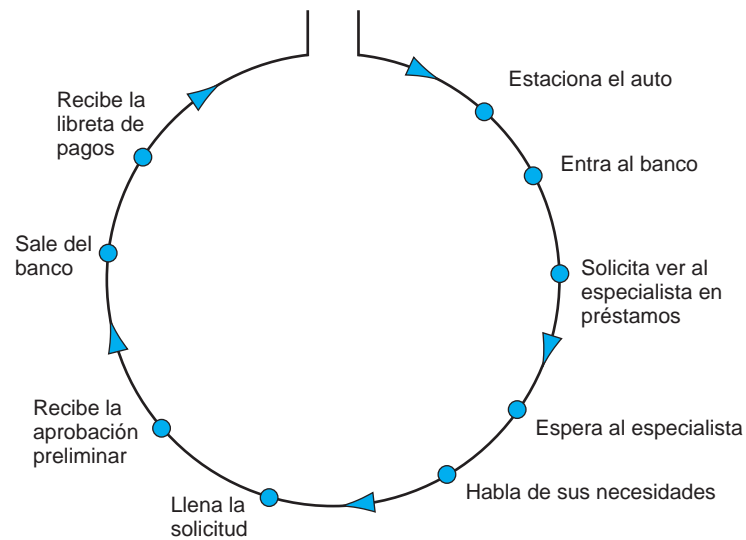 Estaciona el auto
Entra al banco
Solicita ver al
especialista en
préstamos
Espera al especialista
Habla de sus necesidades
Llena la
solicitud
Recibe la
aprobación
preliminar
Sale del
banco
Recibe la
libreta de
pagos